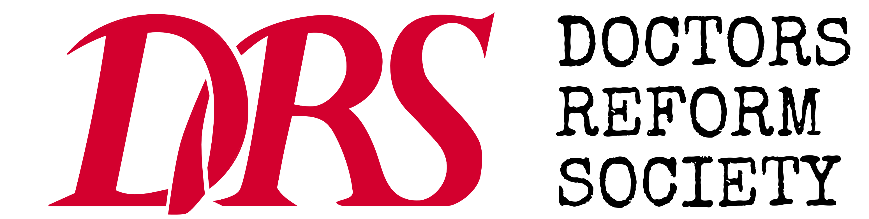 DRS
DOCTORS
REFORM
SOCIETY